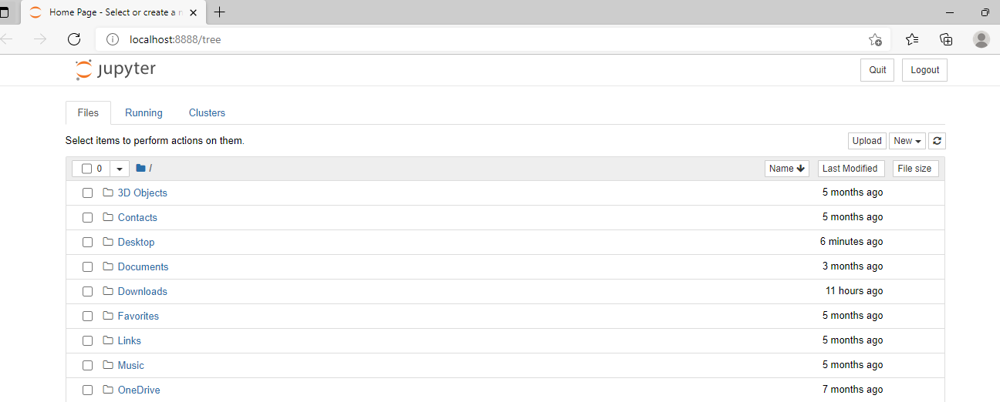 Home Page - Select or create a n
localhost:8888/tree
jupyter
Quit Logout
Files Running Clusters
Select items to perform actions on them.
Upload New
0 / Name Last Modified File size
3D Objects 5 months ago
Contacts 5 months ago
Desktop 6 minutes ago
Documents 3 months ago
Downloads 11 hours ago
Favorites 5 months ago
Links 5 months ago
Music 5 months ago
OneDrive 7 months ago